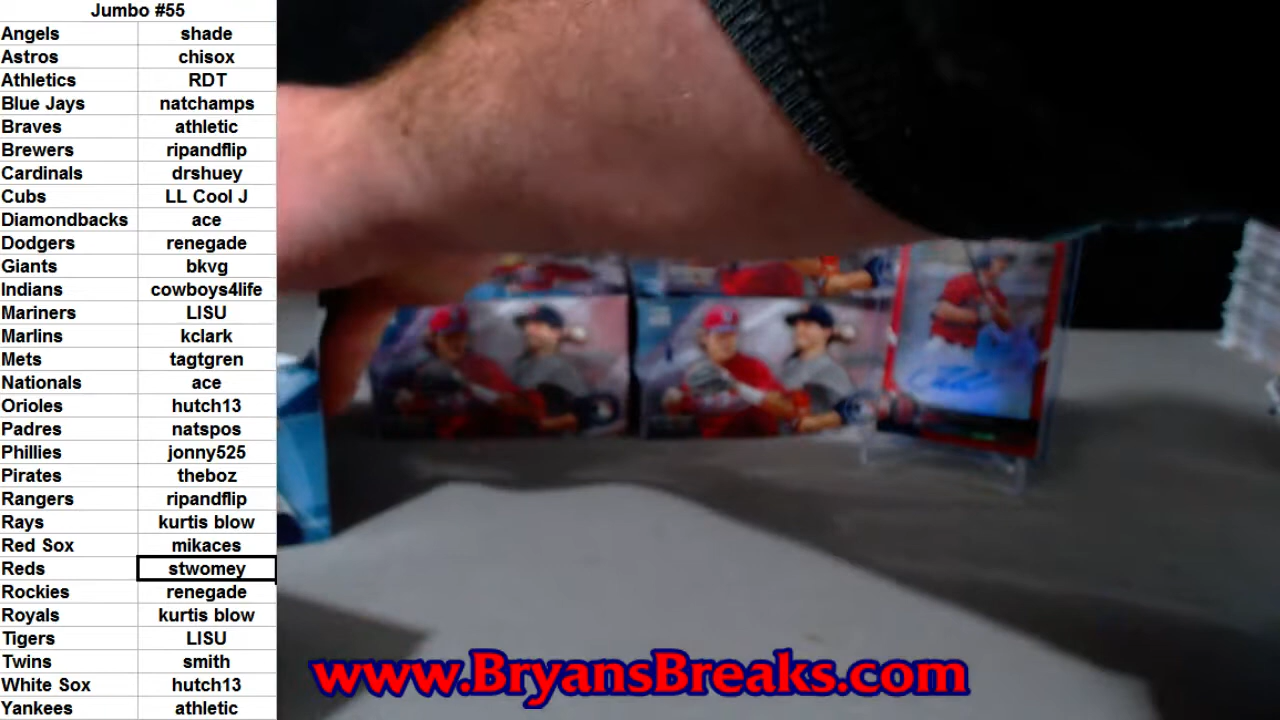 Jumbo #55
Angels shade
Astros chisox
Athletics RDT
Blue Jays natchamps
Braves athletic
Brewers ripandflip
Cardinals drshuey
Cubs LL Cool J
Diamondbacks ace
Dodgers renegade
Giants bkvg
Indians cowboys4life
Mariners LISU
Marlins kclark
Mets tagtgren
Nationals ace
Orioles hutch13
Padres natspos
Phillies jonny525
Pirates theboz
Rangers ripandflip
Rays kurtis blow
Red Sox mikaces
Reds stwomey
Rockies renegade
Royals kurtis blow
Tigers LISU
Twins smith
White Sox hutch13
Yankees athletic
www.BryansBreaks.com